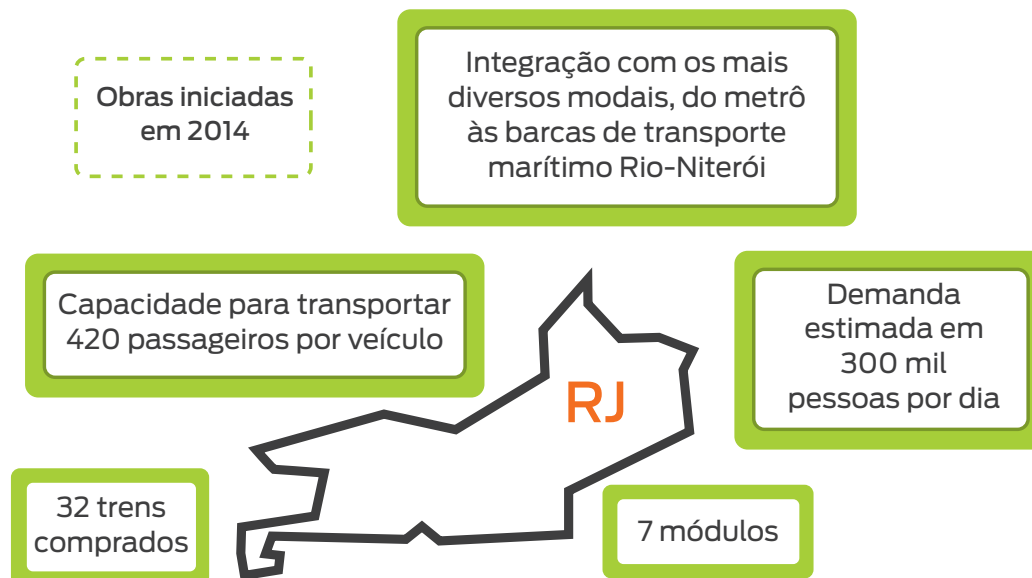 Obras iniciadas
em 2014
Integração com os mais
diversos modais, do metrô
às barcas de transporte
marítimo Rio-Niterói
Capacidade para transportar
420 passageiros por veículo
Demanda
estimada em
300 mil
pessoas por dia
RJ
32 trens
comprados
7 módulos